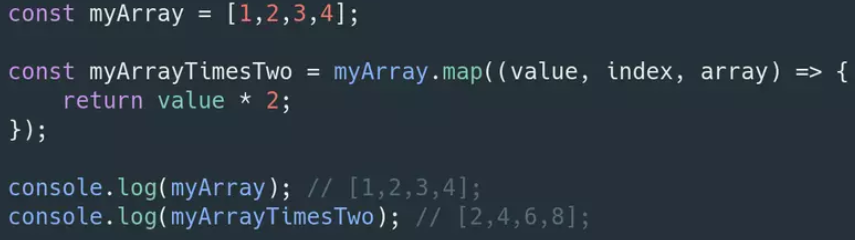 const myArray = [1,2,3,4];
const myArrayTimesTwo = myArray.map((value, index, array) => {
return value * 2;
});
console.log(myArray); // [1,2,3,4];
console.log(myArrayTimesTwo); // [2,4,6,8];